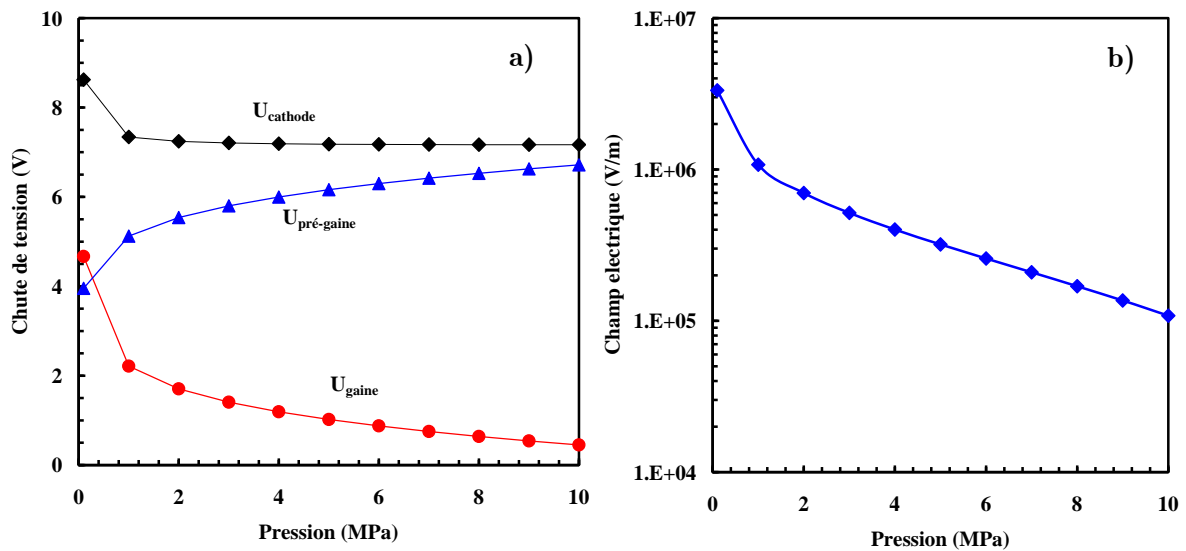 a)
10
8
6
4
2
0
Chute de tension (V)
U_cathode
U_pré-gaine
U_gaine
0 2 4 6 8 10
Pression (MPa)
b)
1.E+07
1.E+06
1.E+05
1.E+04
Champ electrique (V/m)
0 2 4 6 8 10
Pression (MPa)